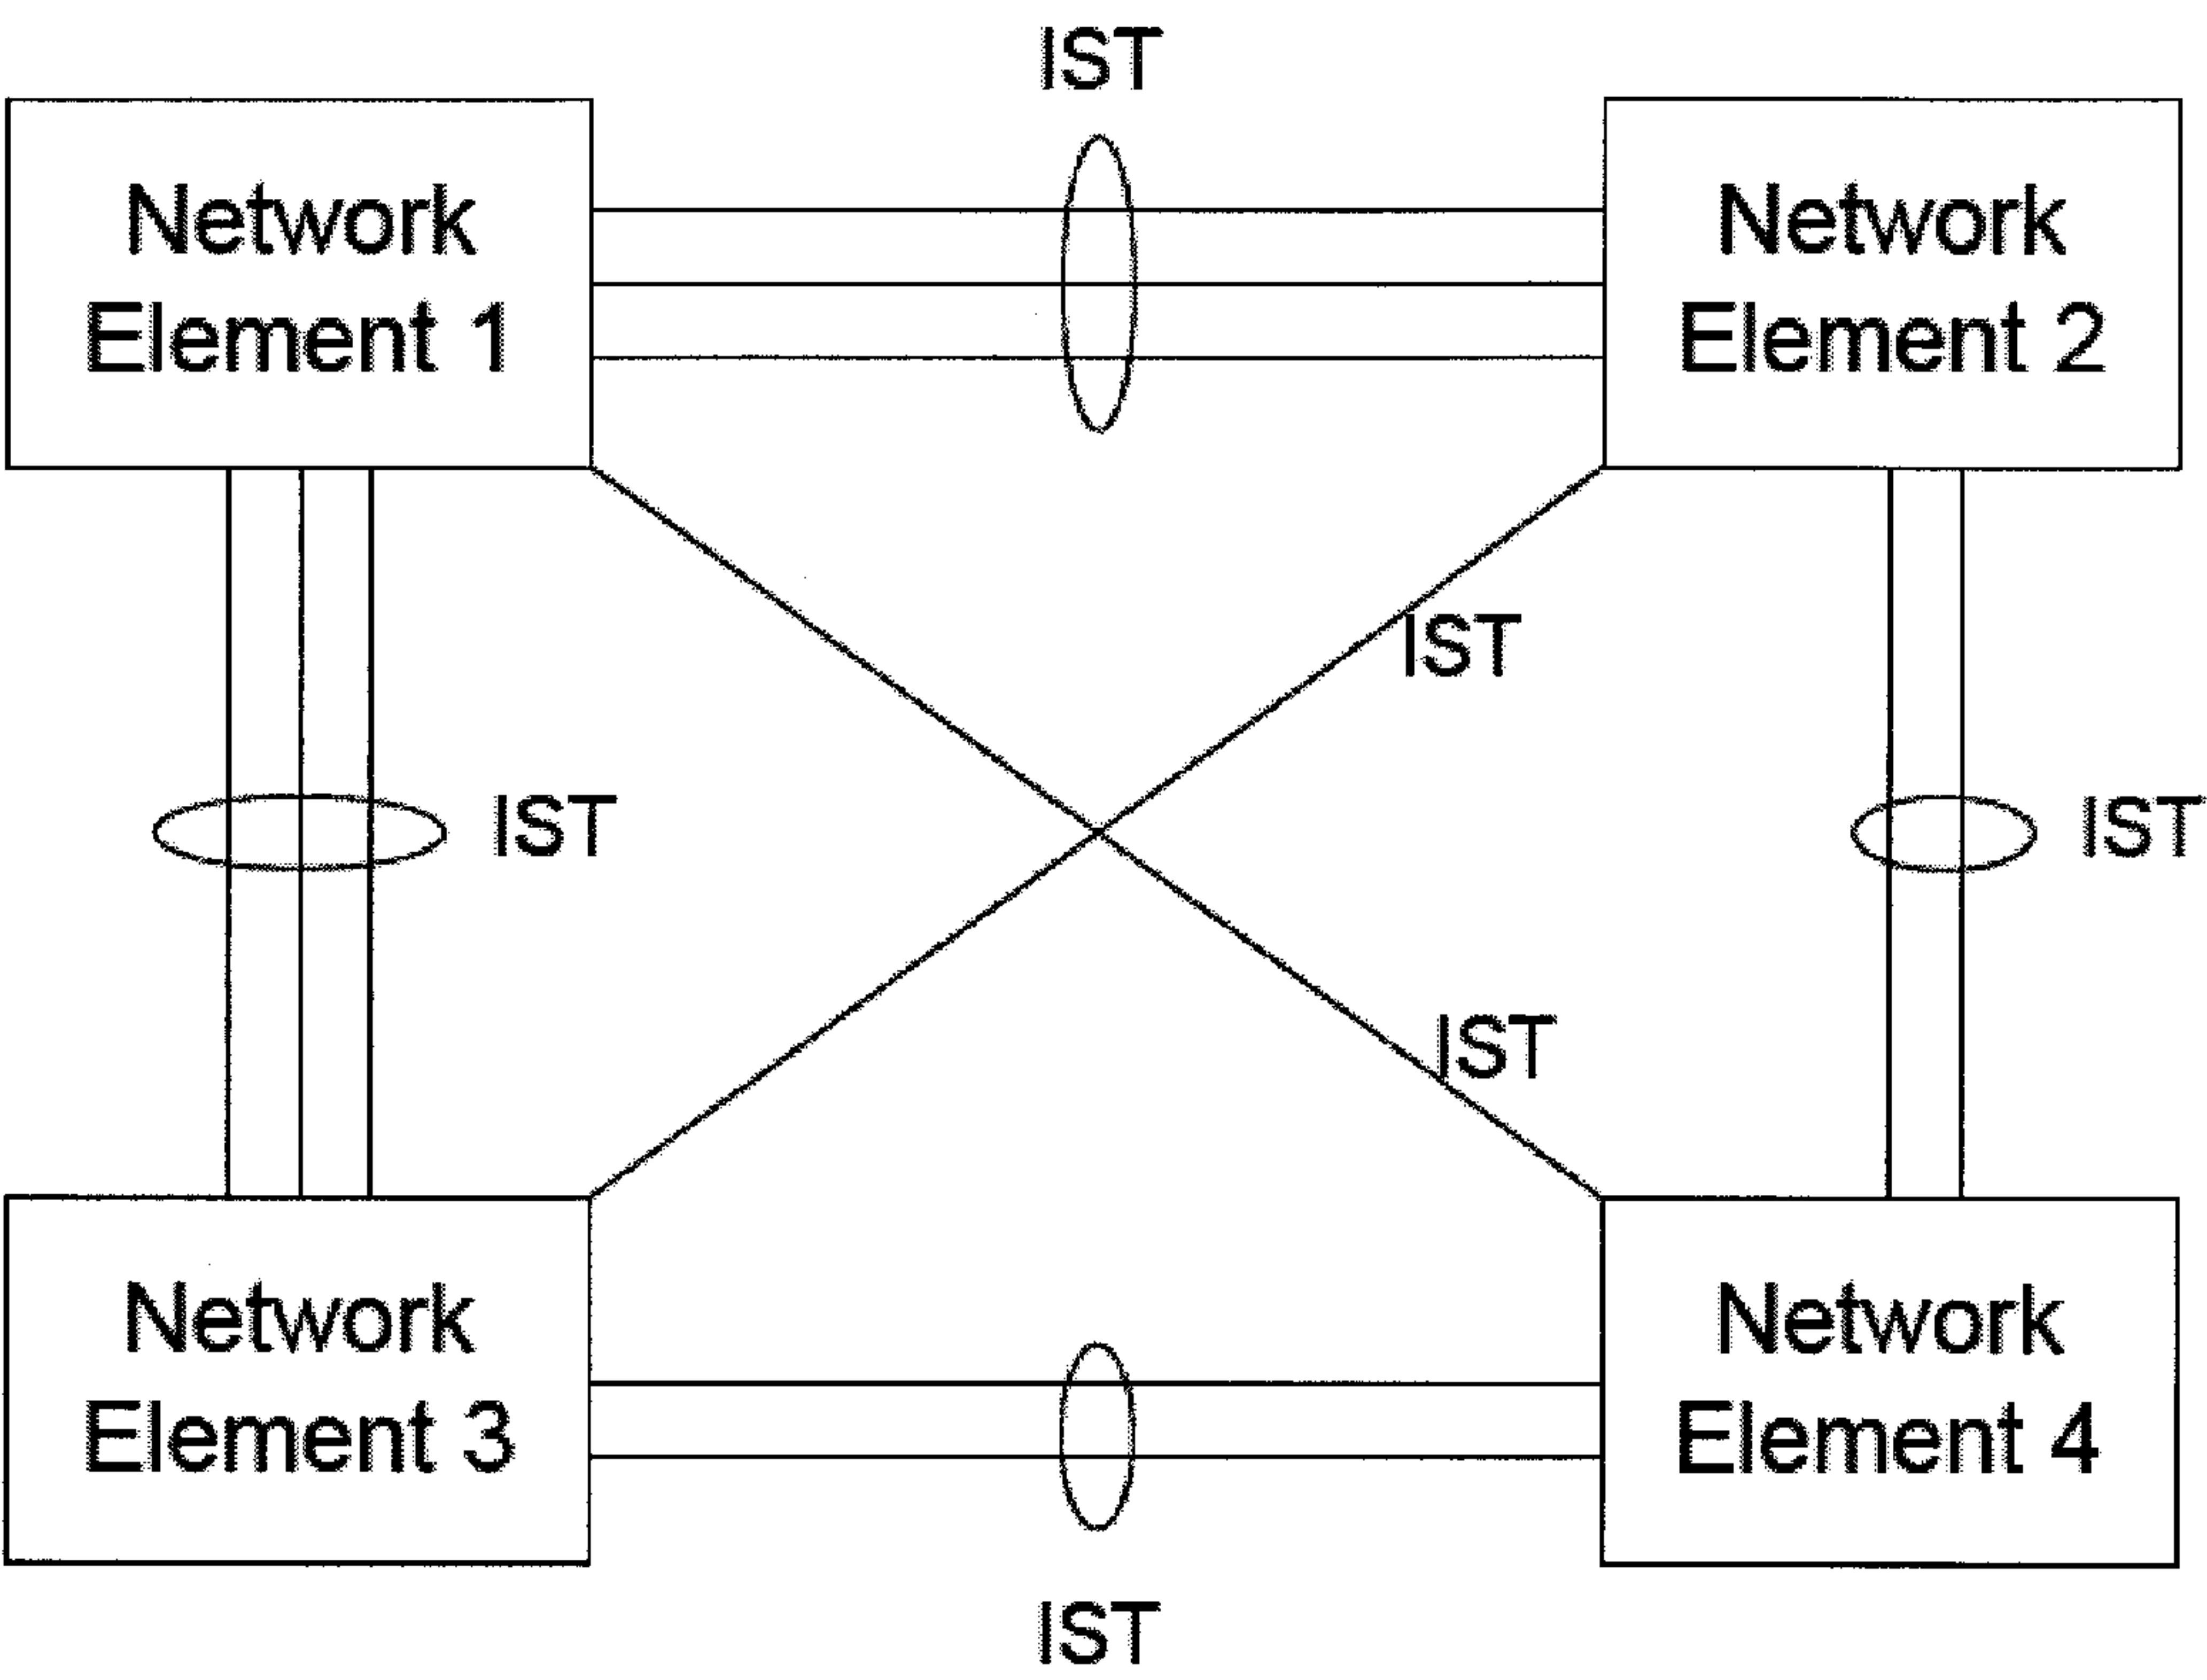 IST
Network
Element 1
Network
Element 2
IST
IST
IST
IST
Network
Element 3
Network
Element 4
IST